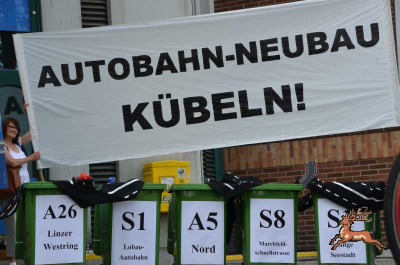 AUTOBAHN-NEUBAU
KÜBELN!
A26
Linzer
Westring
S1
Lobau-
Autobahn
A5
Nord
S8
Marchfeld-
schnellstrasse
Seestadt